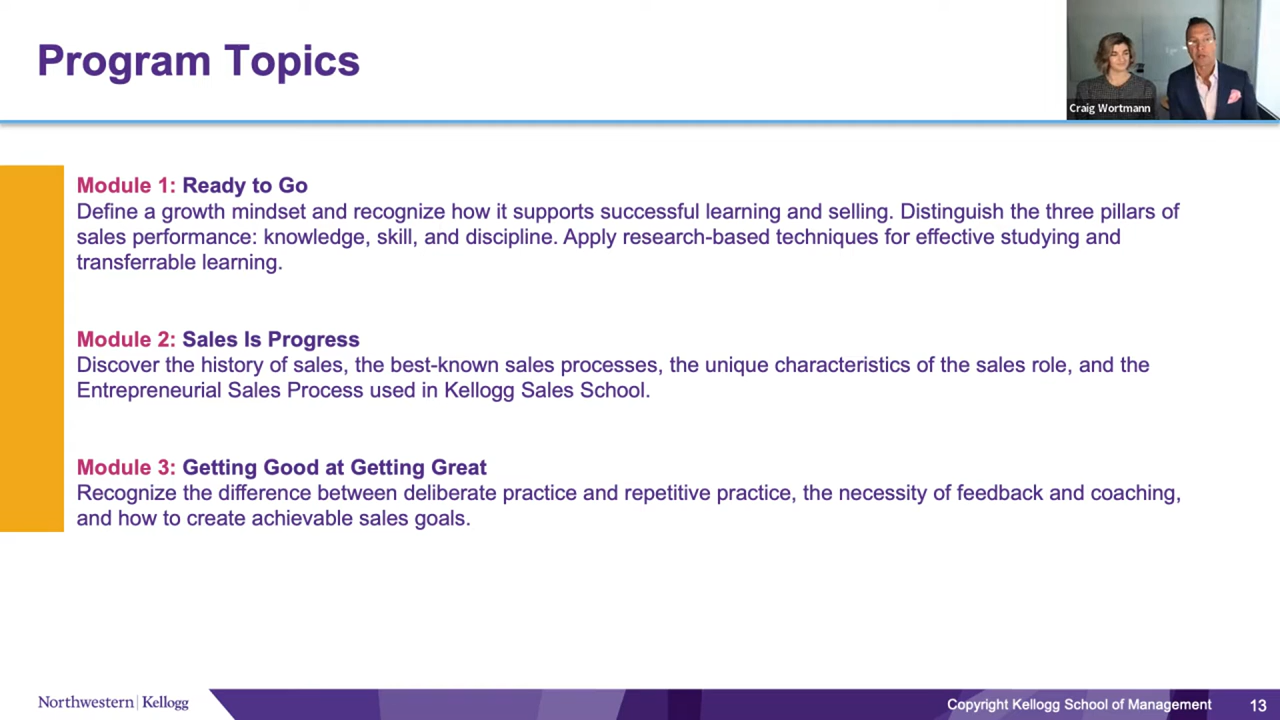 Program Topics
Craig Wortmann
Module 1: Ready to Go
Define a growth mindset and recognize how it supports successful learning and selling. Distinguish the three pillars of
sales performance: knowledge, skill, and discipline. Apply research-based techniques for effective studying and
transferrable learning.
Module 2: Sales Is Progress
Discover the history of sales, the best-known sales processes, the unique characteristics of the sales role, and the
Entrepreneurial Sales Process used in Kellogg Sales School.
Module 3: Getting Good at Getting Great
Recognize the difference between deliberate practice and repetitive practice, the necessity of feedback and coaching,
and how to create achievable sales goals.
Northwestern | Kellogg
Copyright Kellogg School of Management 13